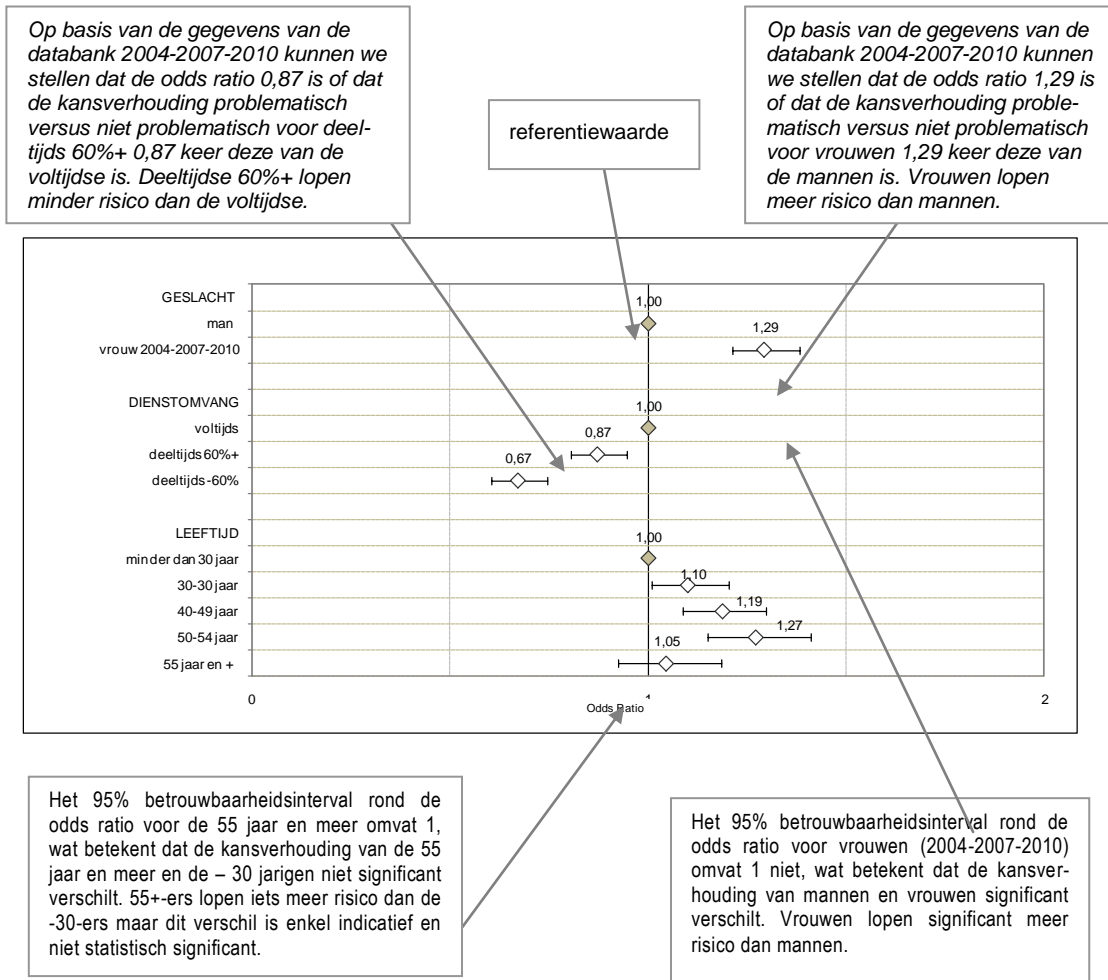 Op basis van de gegevens van de
databank 2004-2007-2010 kunnen we
stellen dat de odds ratio 0,87 is of dat
de kansverhouding problematisch
versus niet problematisch voor deel-
tijds 60%+ 0,87 keer deze van de
voltijdse is. Deeltijdse 60%+ lopen
minder risico dan de voltijdse.
referentiewaarde
Op basis van de gegevens van de
databank 2004-2007-2010 kunnen
we stellen dat de odds ratio 1,29 is
of dat de kansverhouding proble-
matisch versus niet problematisch
voor vrouwen 1,29 keer deze van
de mannen is. Vrouwen lopen
meer risico dan mannen.
GESLACHT
1,00
man
1,29
vrouw 2004-2007-2010
DIENSTOMVANG
1,00
voltijds
0,87
deeltijds 60%+
0,67
deeltijds -60%
LEEFTIJD
1,00
minder dan 30 jaar
1,10
30-30 jaar
1,19
40-49 jaar
1,27
50-54 jaar
1,05
55 jaar en +
0 1 2
Odds Ratio
Het 95% betrouwbaarheidsinterval rond de
odds ratio voor de 55 jaar en meer omvat 1,
wat betekent dat de kansverhouding van de 55
jaar en meer en de – 30 jarigen niet significant
verschilt. 55+-ers lopen iets meer risico dan de
-30-ers maar dit verschil is enkel indicatief en
niet statistisch significant.
Het 95% betrouwbaarheidsinterval rond de
odds ratio voor vrouwen (2004-2007-2010)
omvat 1 niet, wat betekent dat de kansver-
houding van mannen en vrouwen significant
verschilt. Vrouwen lopen significant meer
risico dan mannen.